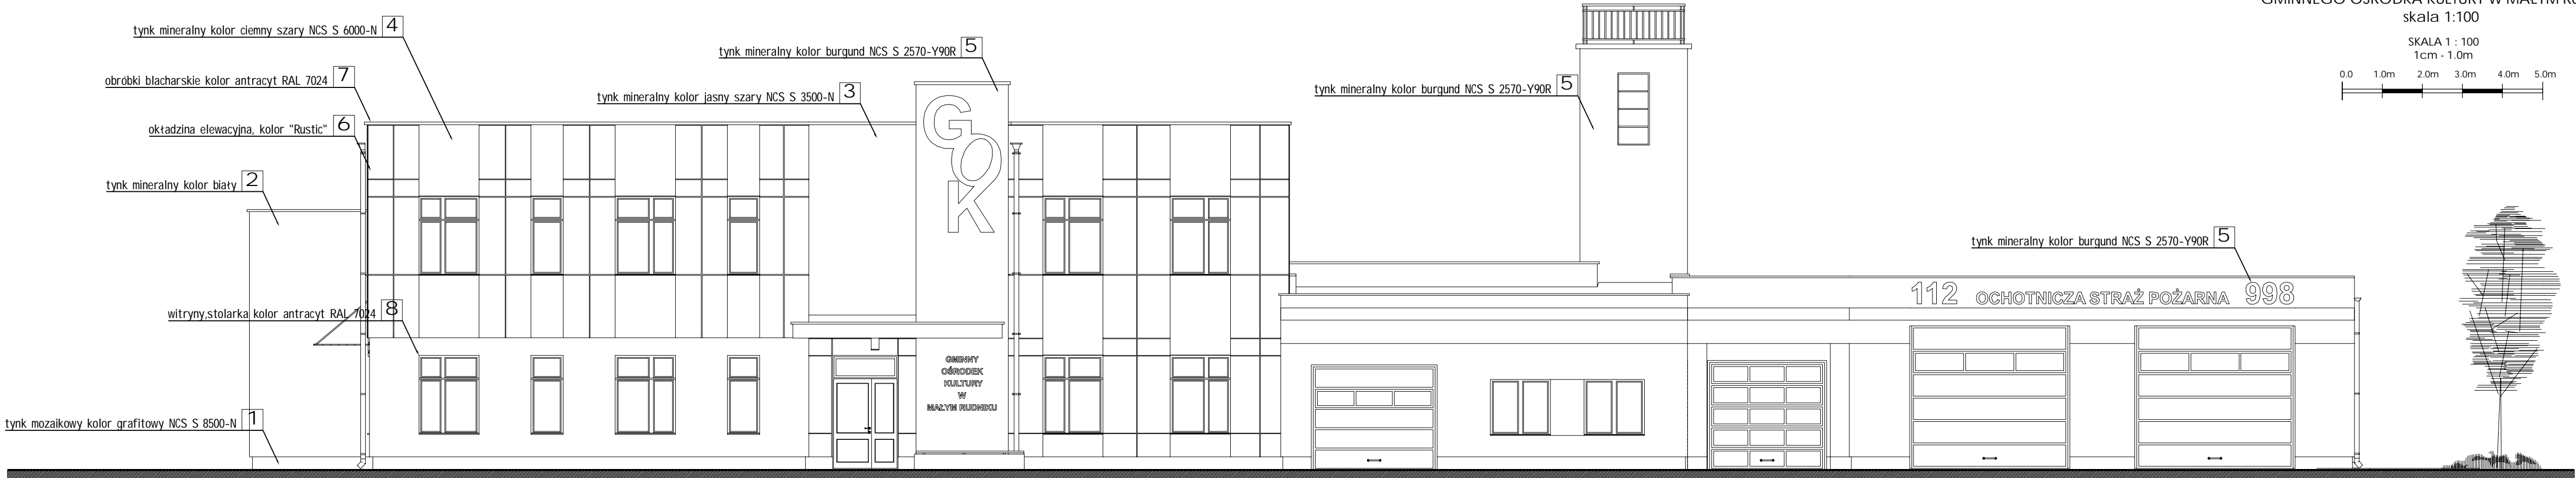 GMINNEGO OŚRODKA KULTURY W MAŁYM
skala 1:100
SKALA 1 : 100
1cm - 1.0m
0.0 1.0m 2.0m 3.0m 4.0m 5.0m
tynk mineralny kolor ciemny szary NCS S 6000-N 4
tynk mineralny kolor burgund NCS S 2570-Y90R 5
obróbki blacharskie kolor antracyt RAL 7024 7
tynk mineralny kolor jasny szary NCS S 3500-N 3
tynk mineralny kolor burgund NCS S 2570-Y90R 5
okładzina elewacyjna, kolor "Rustic" 6
tynk mineralny kolor biały 2
GOK
tynk mineralny kolor burgund NCS S 2570-Y90R 5
112 OCHOTNICZA STRAŻ POŻARNA 998
witryny,stolarka kolor antracyt RAL 7024 8
GMINNY
OŚRODEK
KULTURY
W
MAŁYM RUDNIKU
tynk mozaikowy kolor grafitowy NCS S 8500-N 1